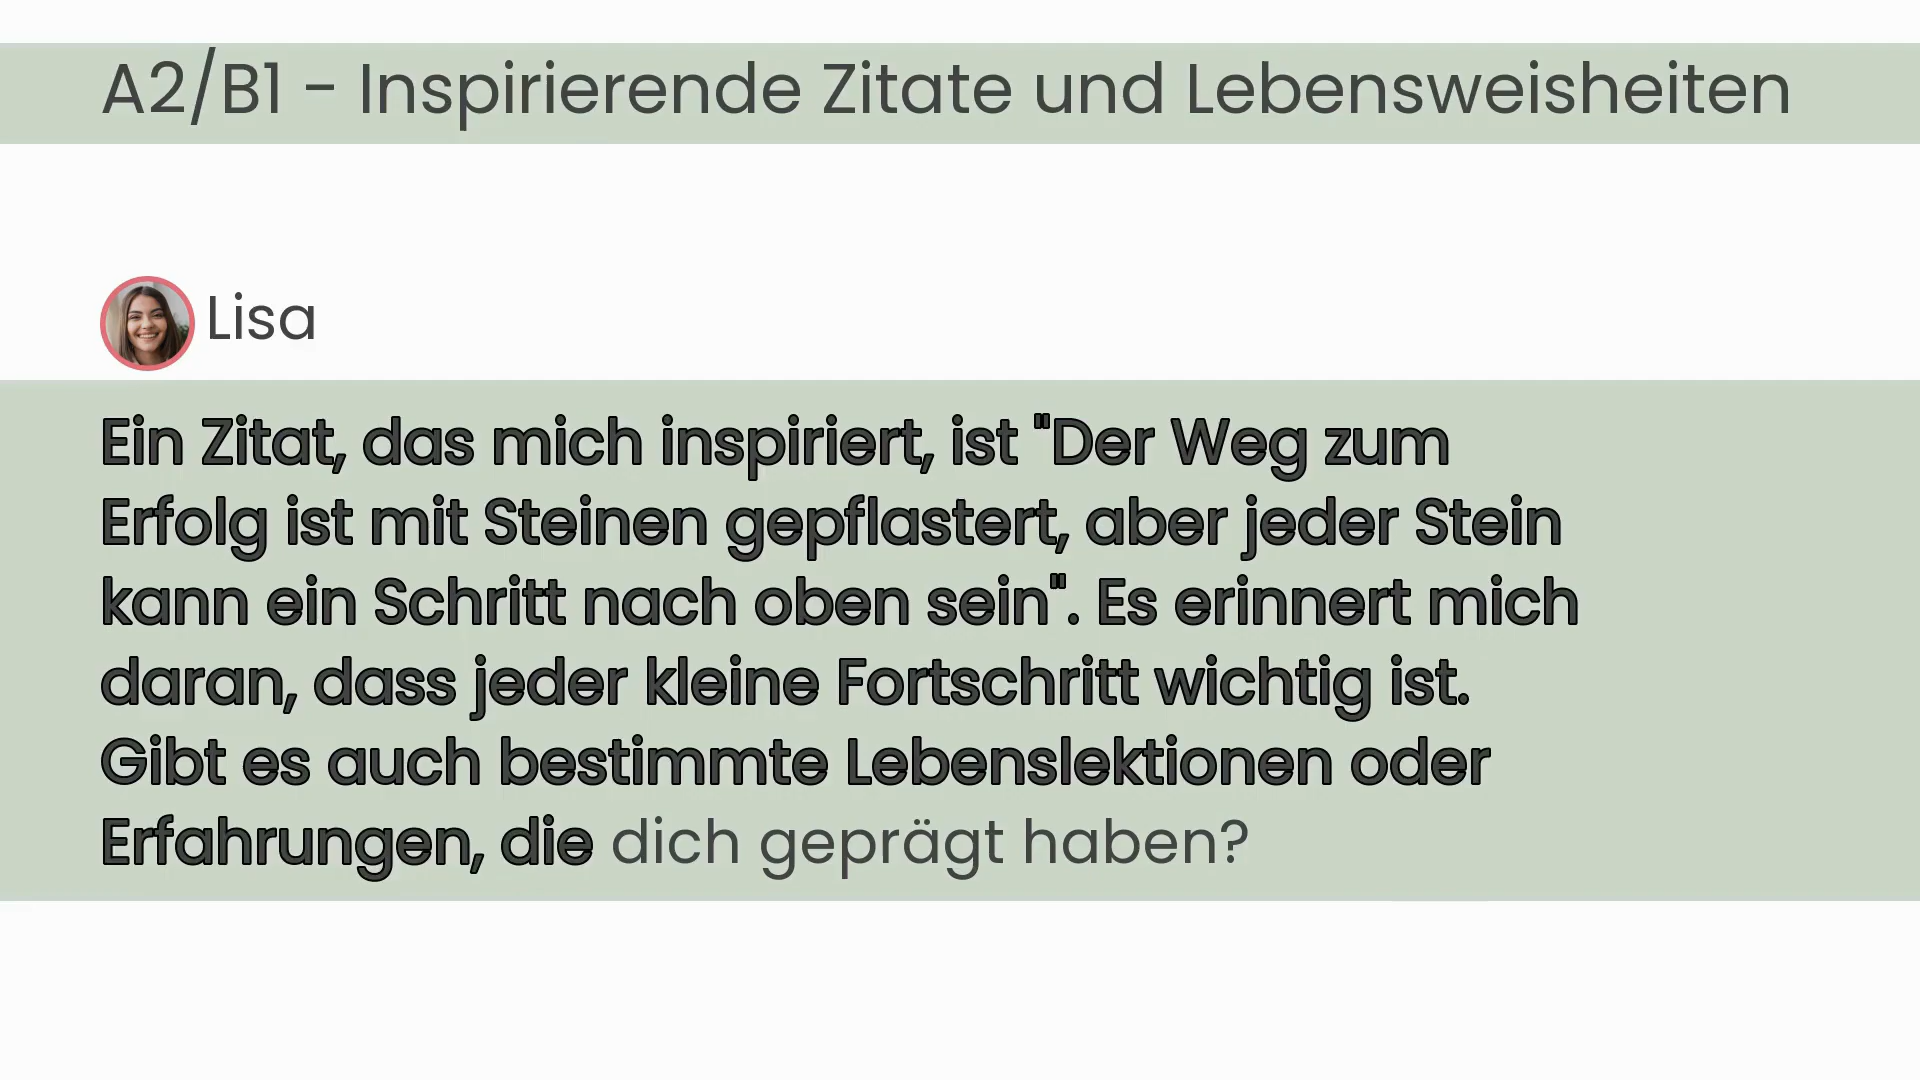 A2/B1 - Inspirierende Zitate und Lebensweisheiten
Lisa
Ein Zitat, das mich inspiriert, ist "Der Weg zum
Erfolg ist mit Steinen gepflastert, aber jeder Stein
kann ein Schritt nach oben sein". Es erinnert mich
daran, dass jeder kleine Fortschritt wichtig ist.
Gibt es auch bestimmte Lebenslektionen oder
Erfahrungen, die dich geprägt haben?